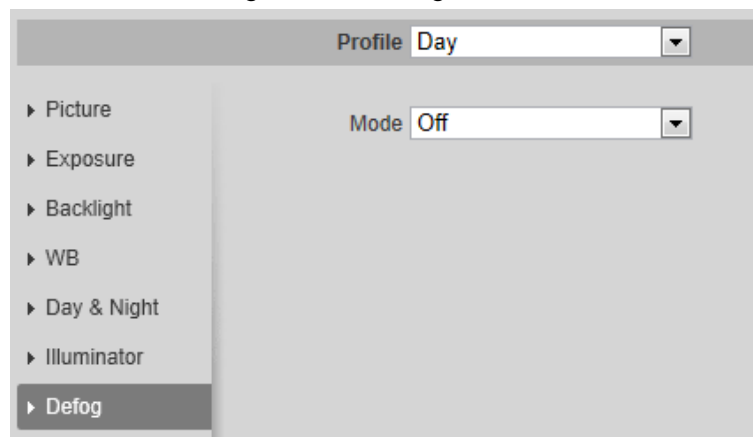 Profile Day
Mode Off
Picture
Exposure
Backlight
WB
Day & Night
Illuminator
Defog